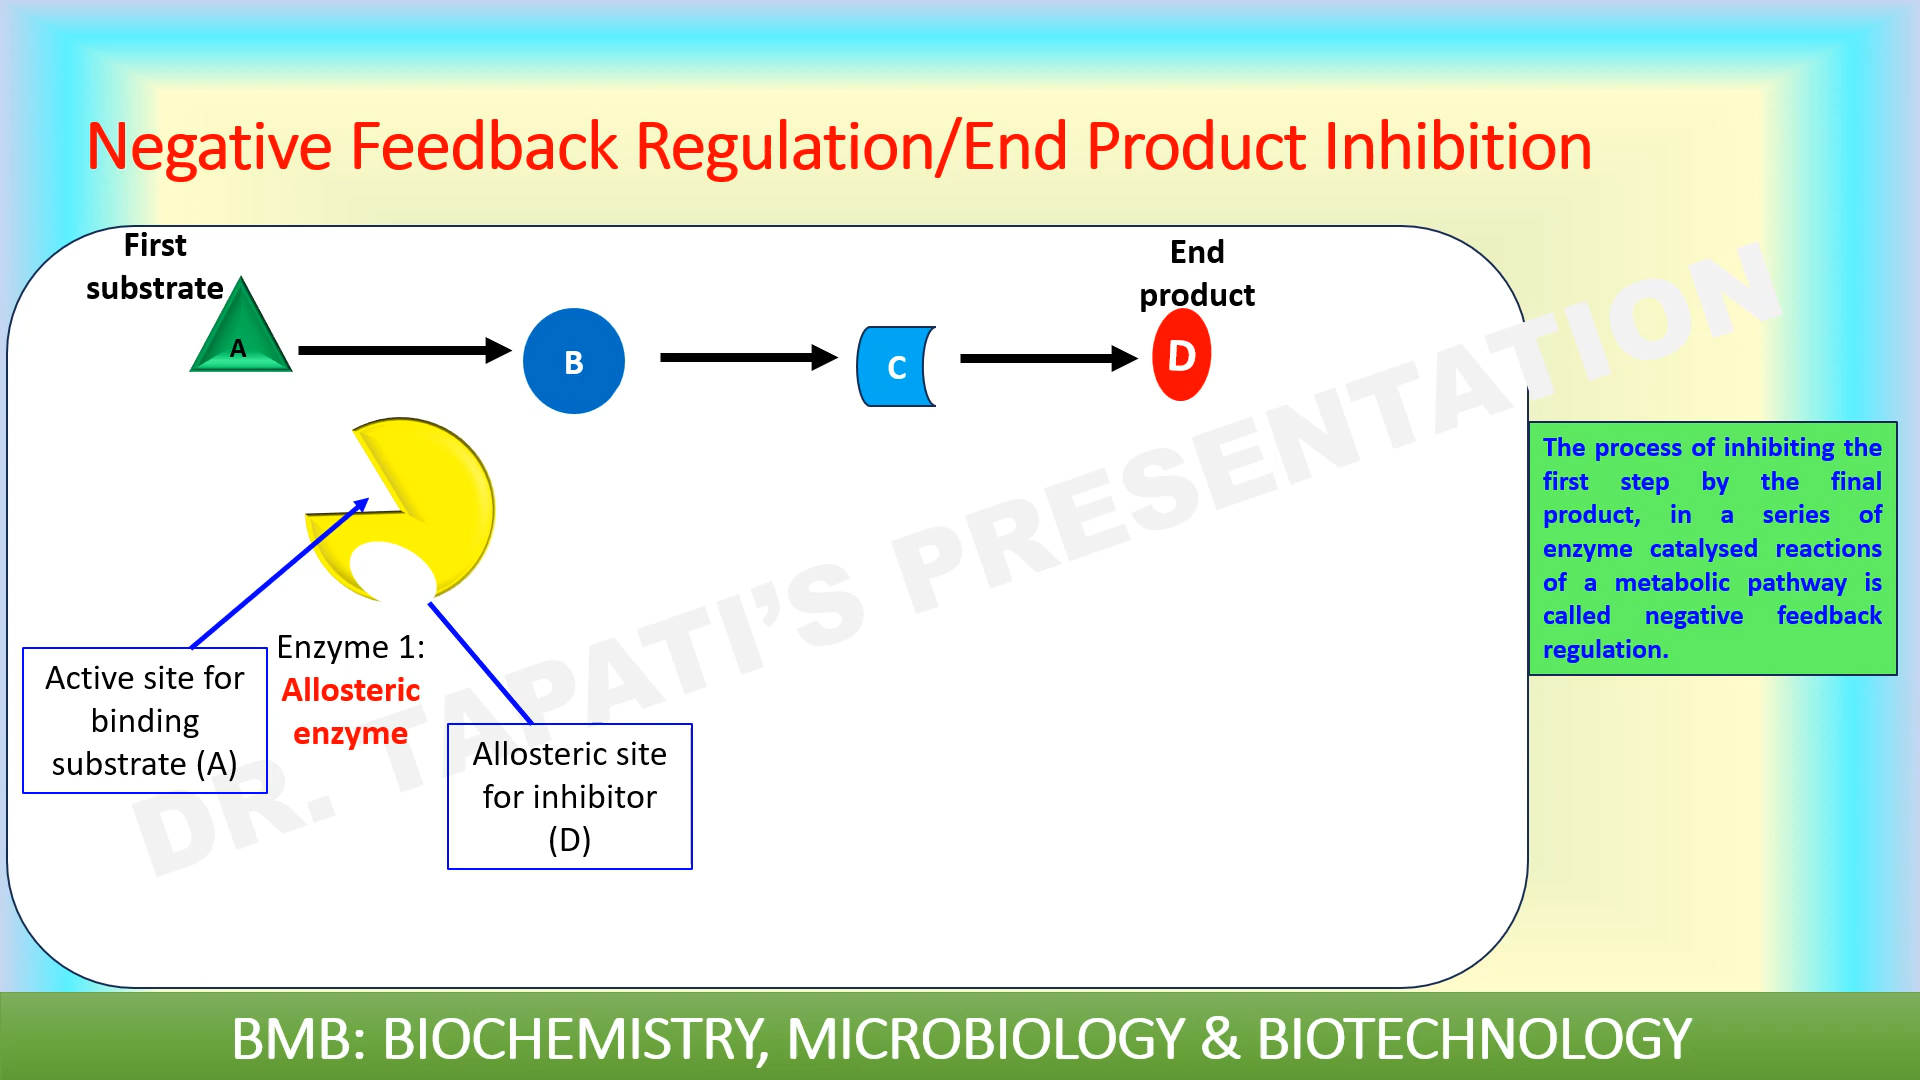 Negative Feedback Regulation/End Product Inhibition
First
substrate
End
product
A
B
C
D
The process of inhibiting the
first step by the final
product, in a series of
enzyme catalysed reactions
of a metabolic pathway is
called negative feedback
regulation.
Enzyme 1:
Allosteric
enzyme
Active site for
binding
substrate (A)
Allosteric site
for inhibitor
(D)
DR. TAPATI'S PRESENTATION
BMB: BIOCHEMISTRY, MICROBIOLOGY & BIOTECHNOLOGY